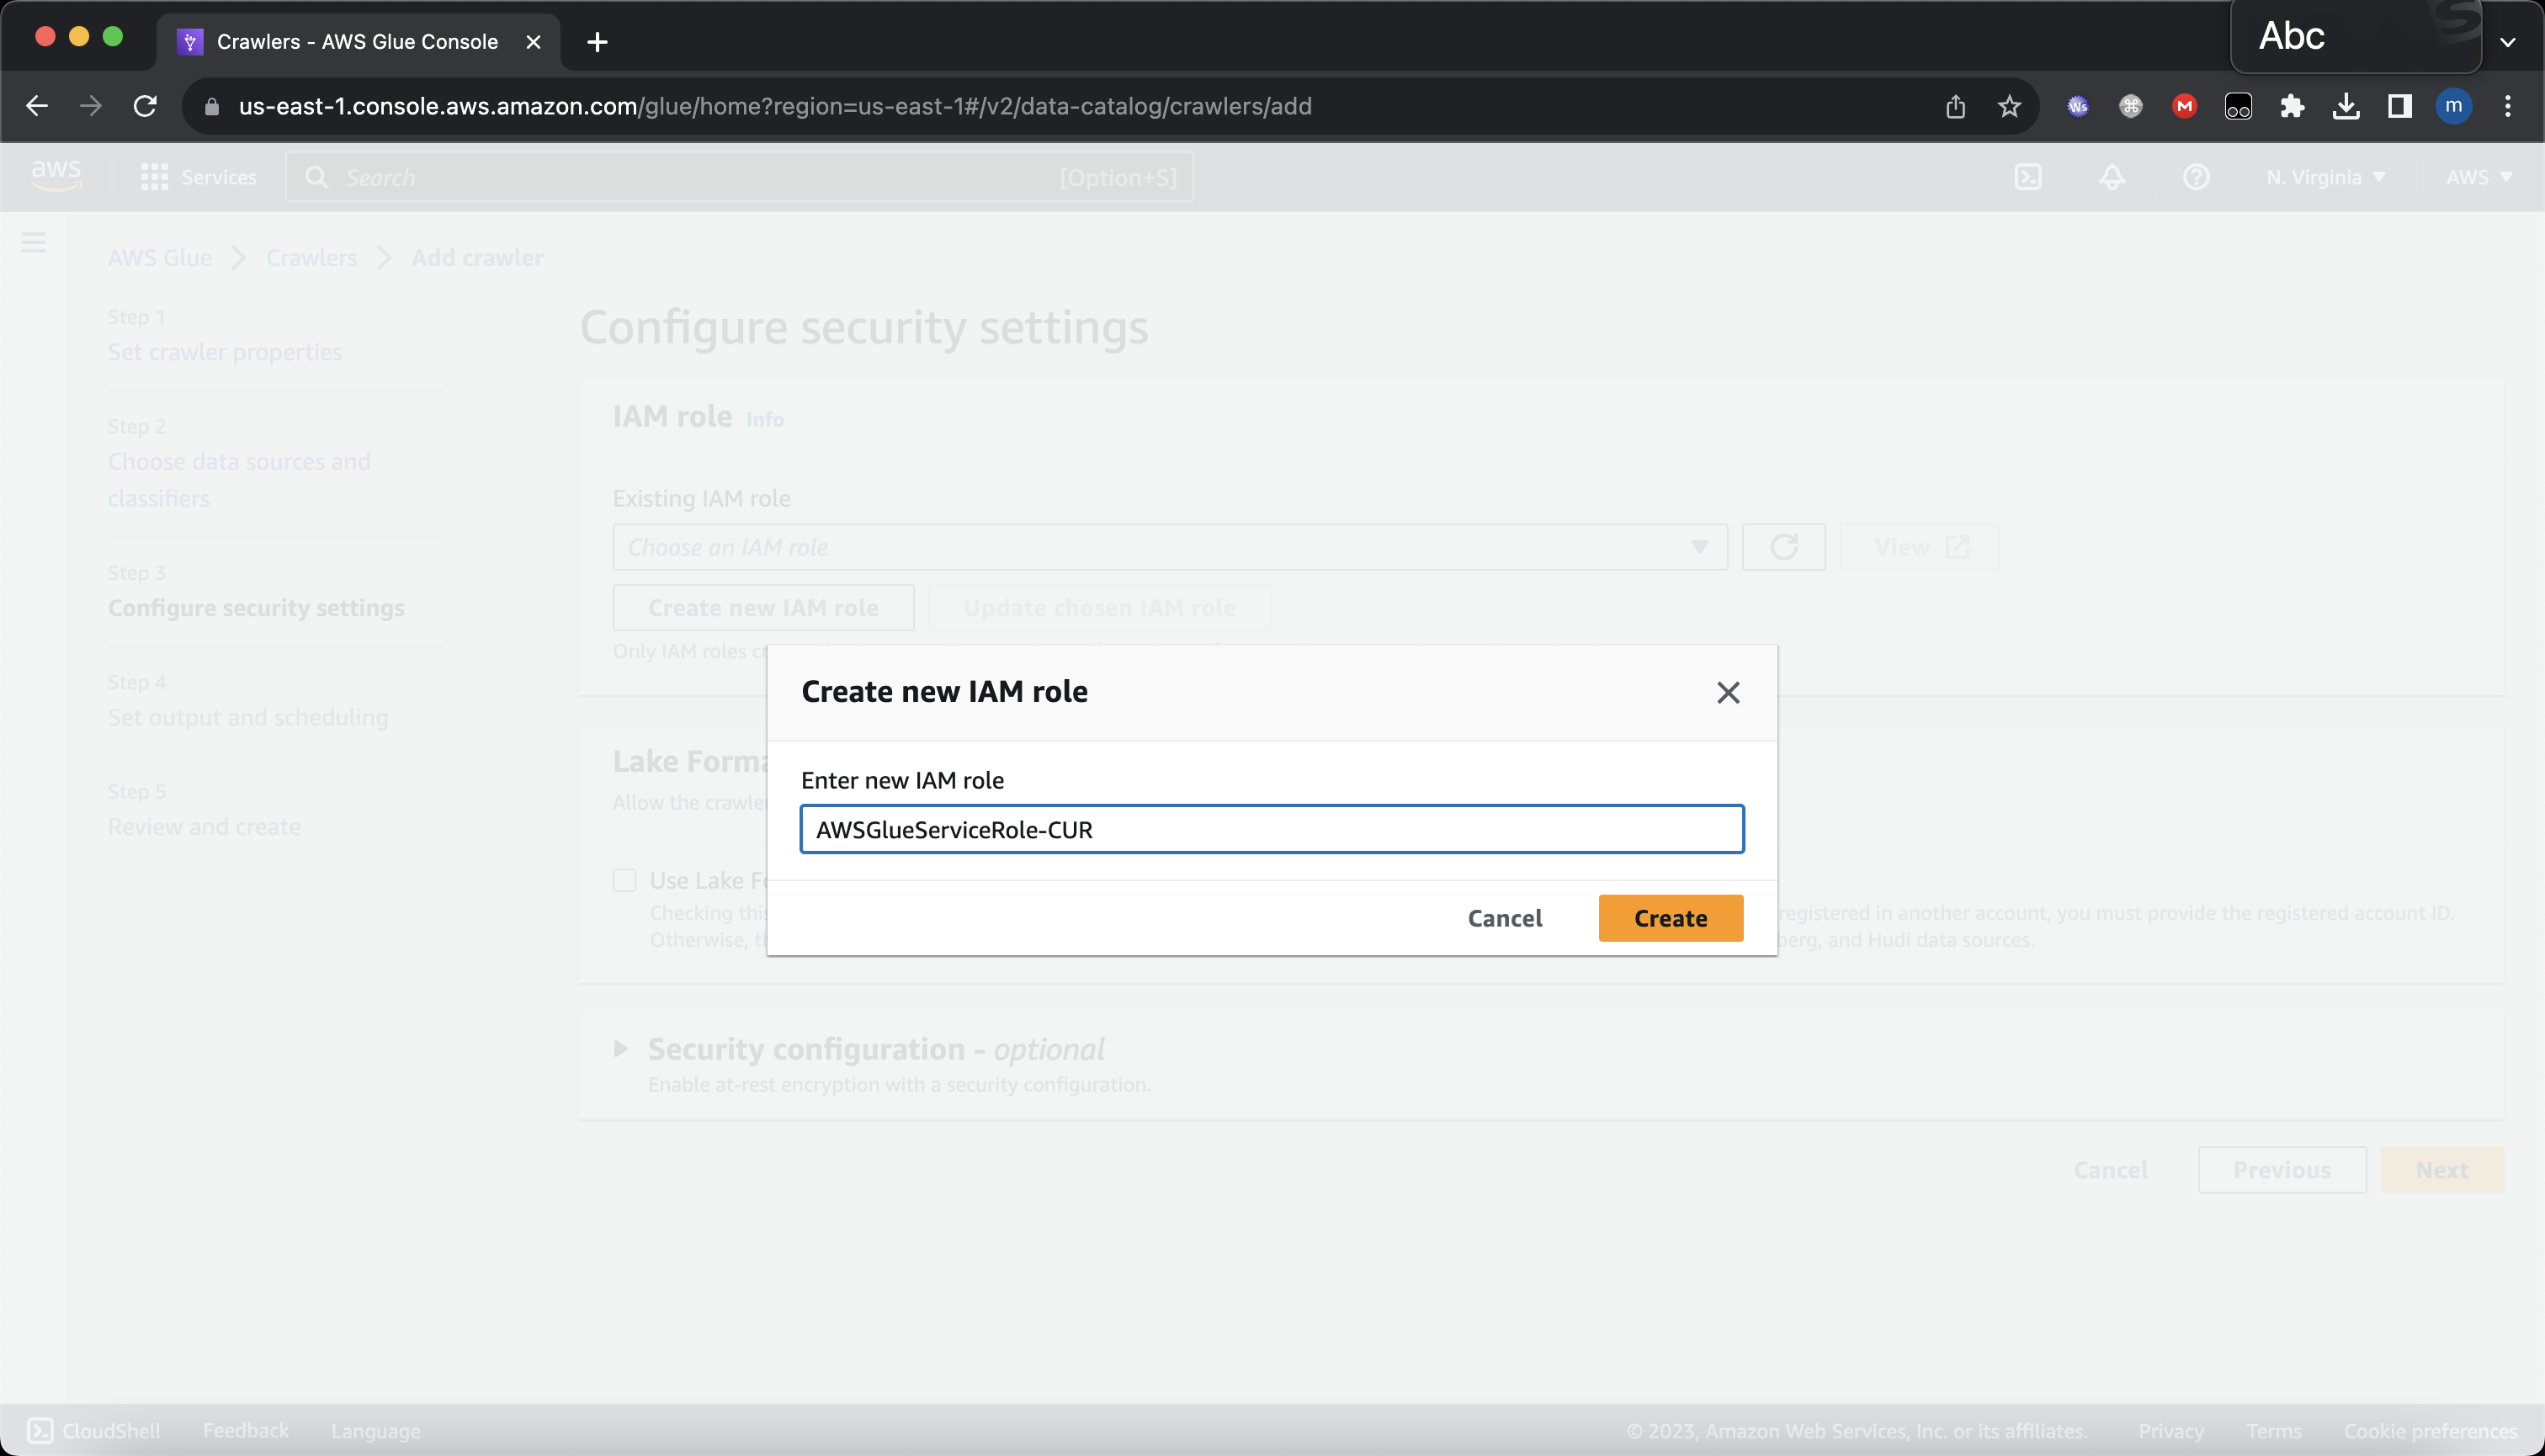 Crawlers - AWS Glue Console
Abc
us-east-1.console.aws.amazon.com/glue/home?region=us-east-1#/v2/data-catalog/crawlers/add
Ws
M
m
aws
Services
Search
[Option+S]
N. Virginia
AWS
AWS Glue
Crawlers
Add crawler
Step 1
Set crawler properties
Step 2
Choose data sources and
classifiers
Step 3
Configure security settings
Step 4
Set output and scheduling
Step 5
Review and create
Configure security settings
IAM role Info
Existing IAM role
Choose an IAM role
View
Create new IAM role
Update chosen IAM role
Only IAM roles
Create new IAM role
Enter new IAM role
AWSGlueServiceRole-CUR
Cancel
Create
Lake Forma
Allow the crawle
Use Lake F
Checking this
registered in another account, you must provide the registered account ID.
Otherwise, th
berg, and Hudi data sources.
Security configuration - optional
Enable at-rest encryption with a security configuration.
Cancel
Previous
Next
CloudShell
Feedback
Language
© 2023, Amazon Web Services, Inc. or its affiliates.
Privacy
Terms
Cookie preferences